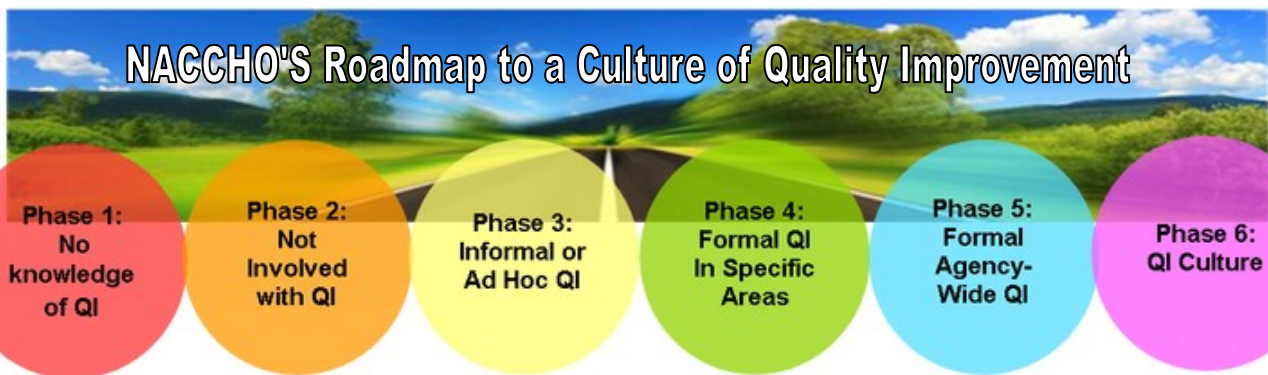 NACCHO'S Roadmap to a Culture of Quality Improvement
Phase 1:
No
knowledge
of QI
Phase 2:
Not
Involved
with QI
Phase 3:
Informal or
Ad Hoc QI
Phase 4:
Formal QI
In Specific
Areas
Phase 5:
Formal
Agency-
Wide QI
Phase 6:
QI Culture